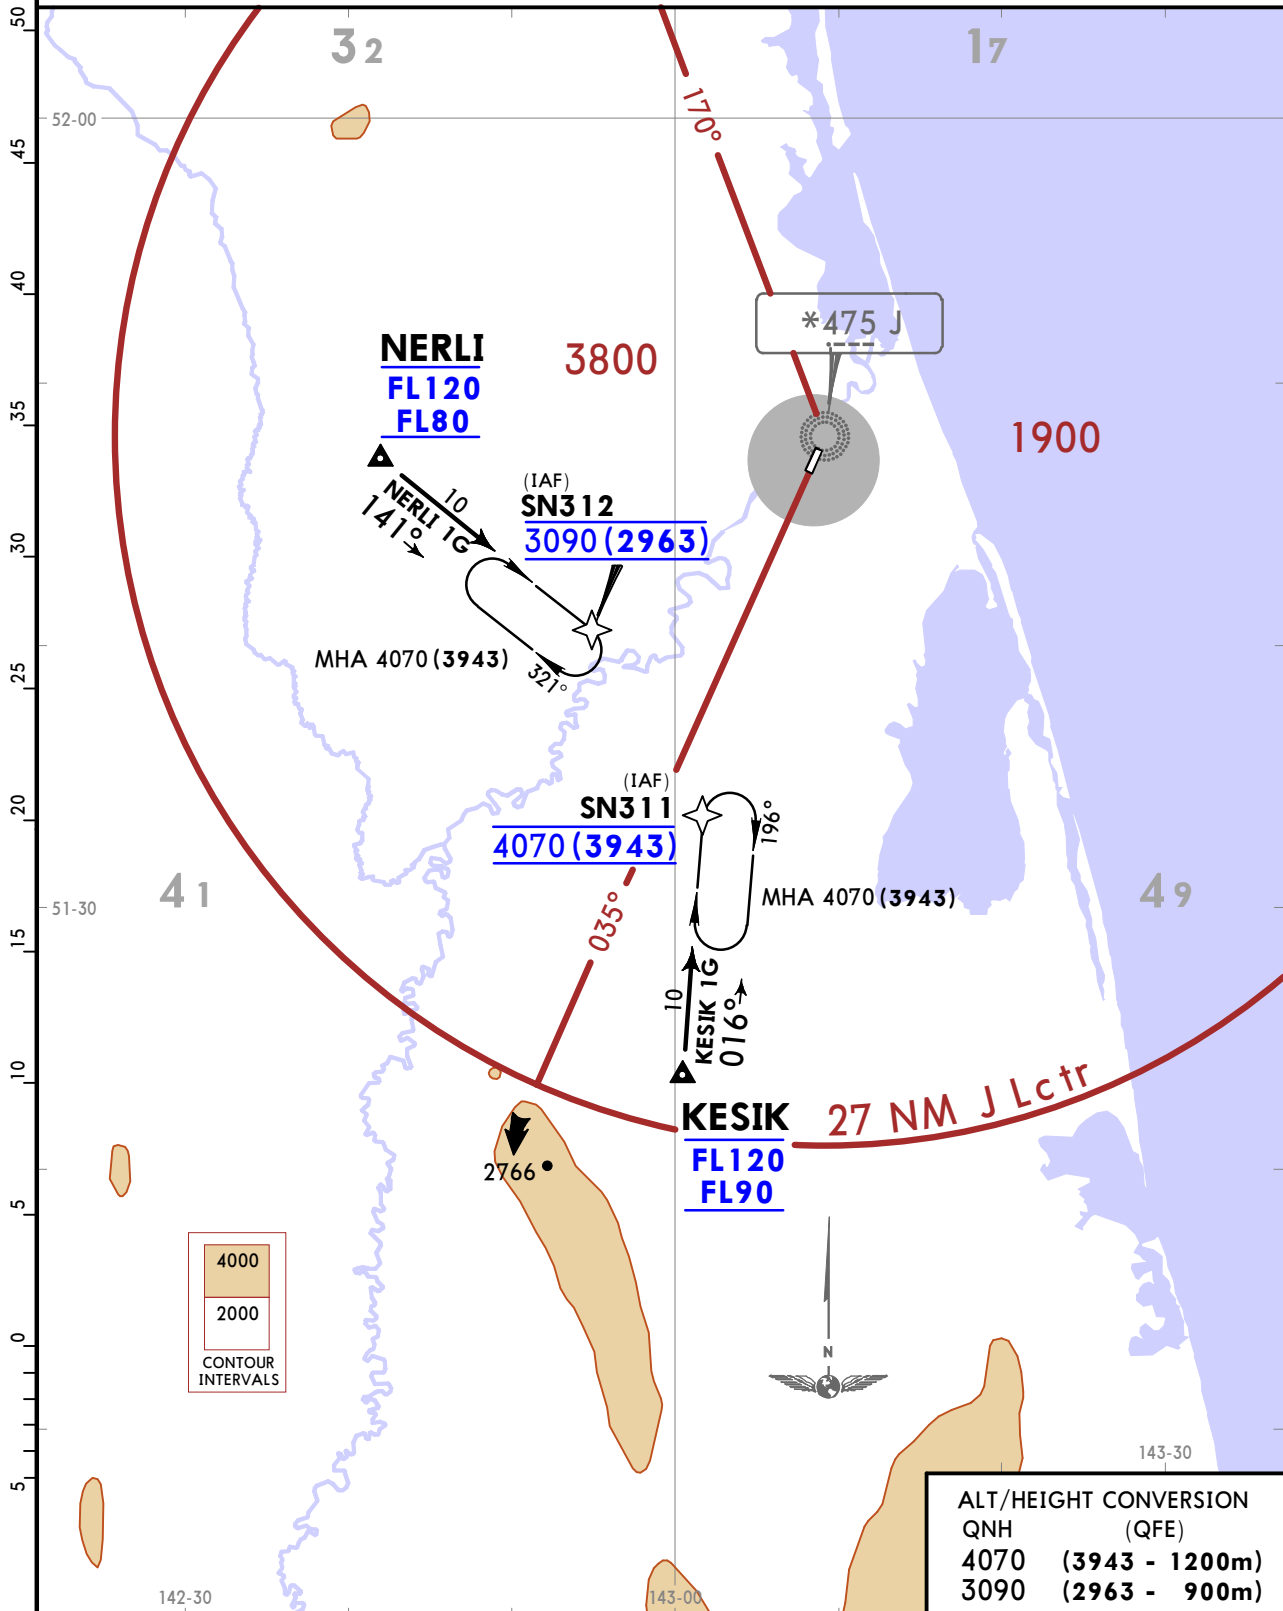 50
45
40
35
30
25
20
15
10
5
0
5
3 2
17
52-00
170°
*475 J
NERLI
FL120
FL80
3800
1900
(IAF)
SN312
3090 (2963)
10
NERLI 1G
141°
MHA 4070 (3943)
321°
(IAF)
SN311
4070 (3943)
196°
4 1
49
MHA 4070 (3943)
51-30
035°
10
KESIK 1G
016°
KESIK
FL120
FL90
27 NM J Lctr
2766
4000
2000
CONTOUR
INTERVALS
N
143-30
142-30
143-00
ALT/HEIGHT CONVERSION
QNH (QFE)
4070 (3943 - 1200m)
3090 (2963 - 900m)